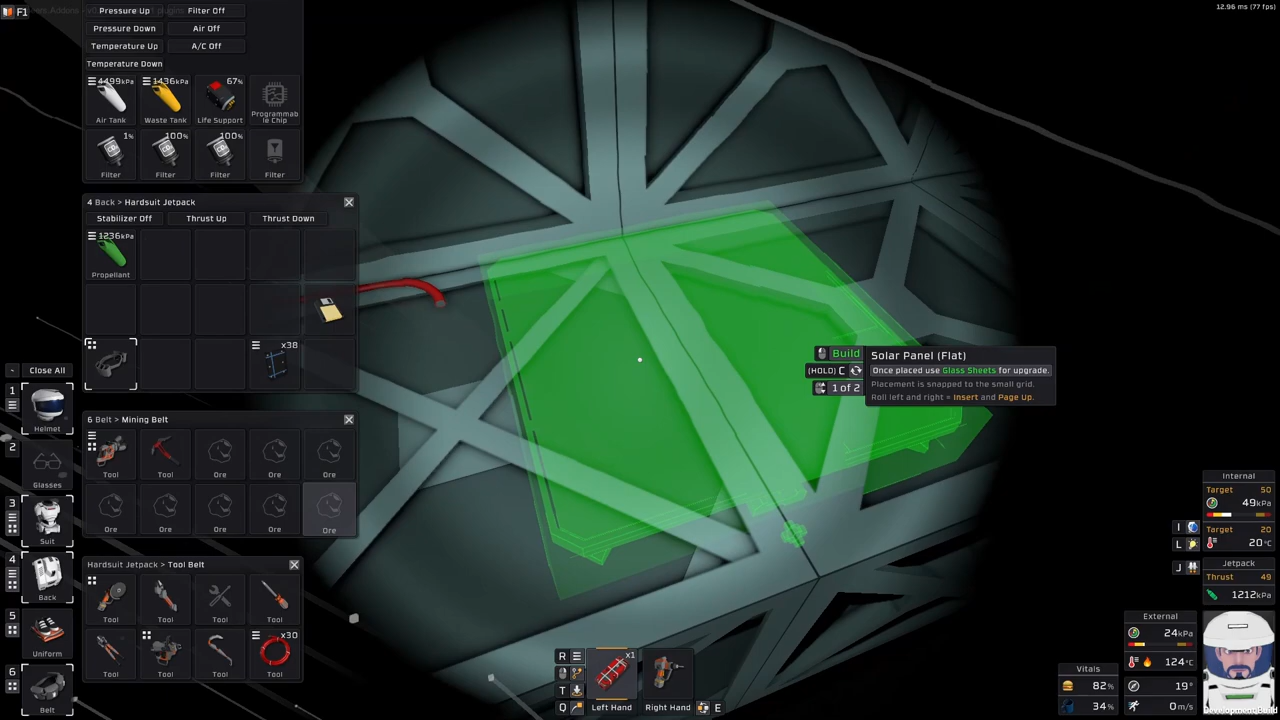 F1
12.96 ms (77 fps)
Pressure Up
Filter Off
Pressure Down
Air Off
Temperature Up
A/C Off
Temperature Down
4499kPa
1436kPa
67%
Air Tank
Waste Tank
Life Support
Programmab
le Chip
1%
100%
100%
Filter
Filter
Filter
Filter
4 Back > Hardsuit Jetpack
Stabilizer Off
Thrust Up
Thrust Down
1236kPa
Propellant
x38
6 Belt > Mining Belt
Tool
Tool
Ore
Ore
Ore
Ore
Ore
Ore
Ore
Ore
Hardsuit Jetpack > Tool Belt
x30
Tool
Tool
Tool
Tool
Tool
Tool
Tool
Tool
~
Close All
1
Helmet
2
Glasses
3
Suit
4
Back
5
Uniform
6
Belt
Build
(HOLD) C
1 of 2
Solar Panel (Flat)
Once placed use Glass Sheets for upgrade.
Placement is snapped to the small grid.
Roll left and right = Insert and Page Up.
R
T
Q
x1
Left Hand
Right Hand
E
Internal
Target 50
49kPa
Target 20
20°C
I
L
J
Jetpack
Thrust 49
1212kPa
External
24kPa
124°C
19°
0m/s
Vitals
82%
34%
Development Build